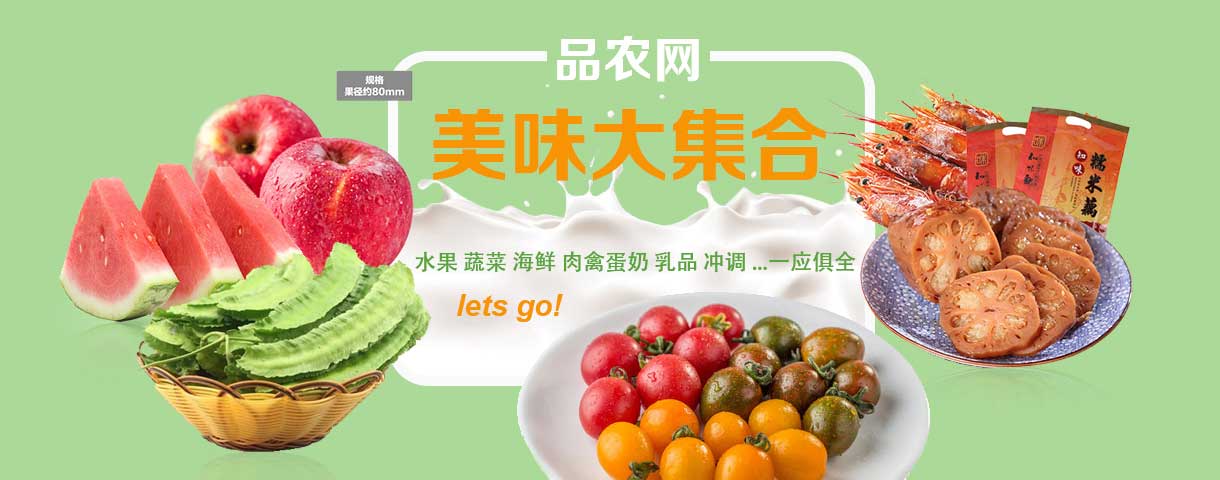 品农网
规格
果径约80mm
美味大集合
水果 蔬菜 海鲜 肉禽蛋奶 乳品 冲调 ...一应俱全
lets go!
知味
糯米藕